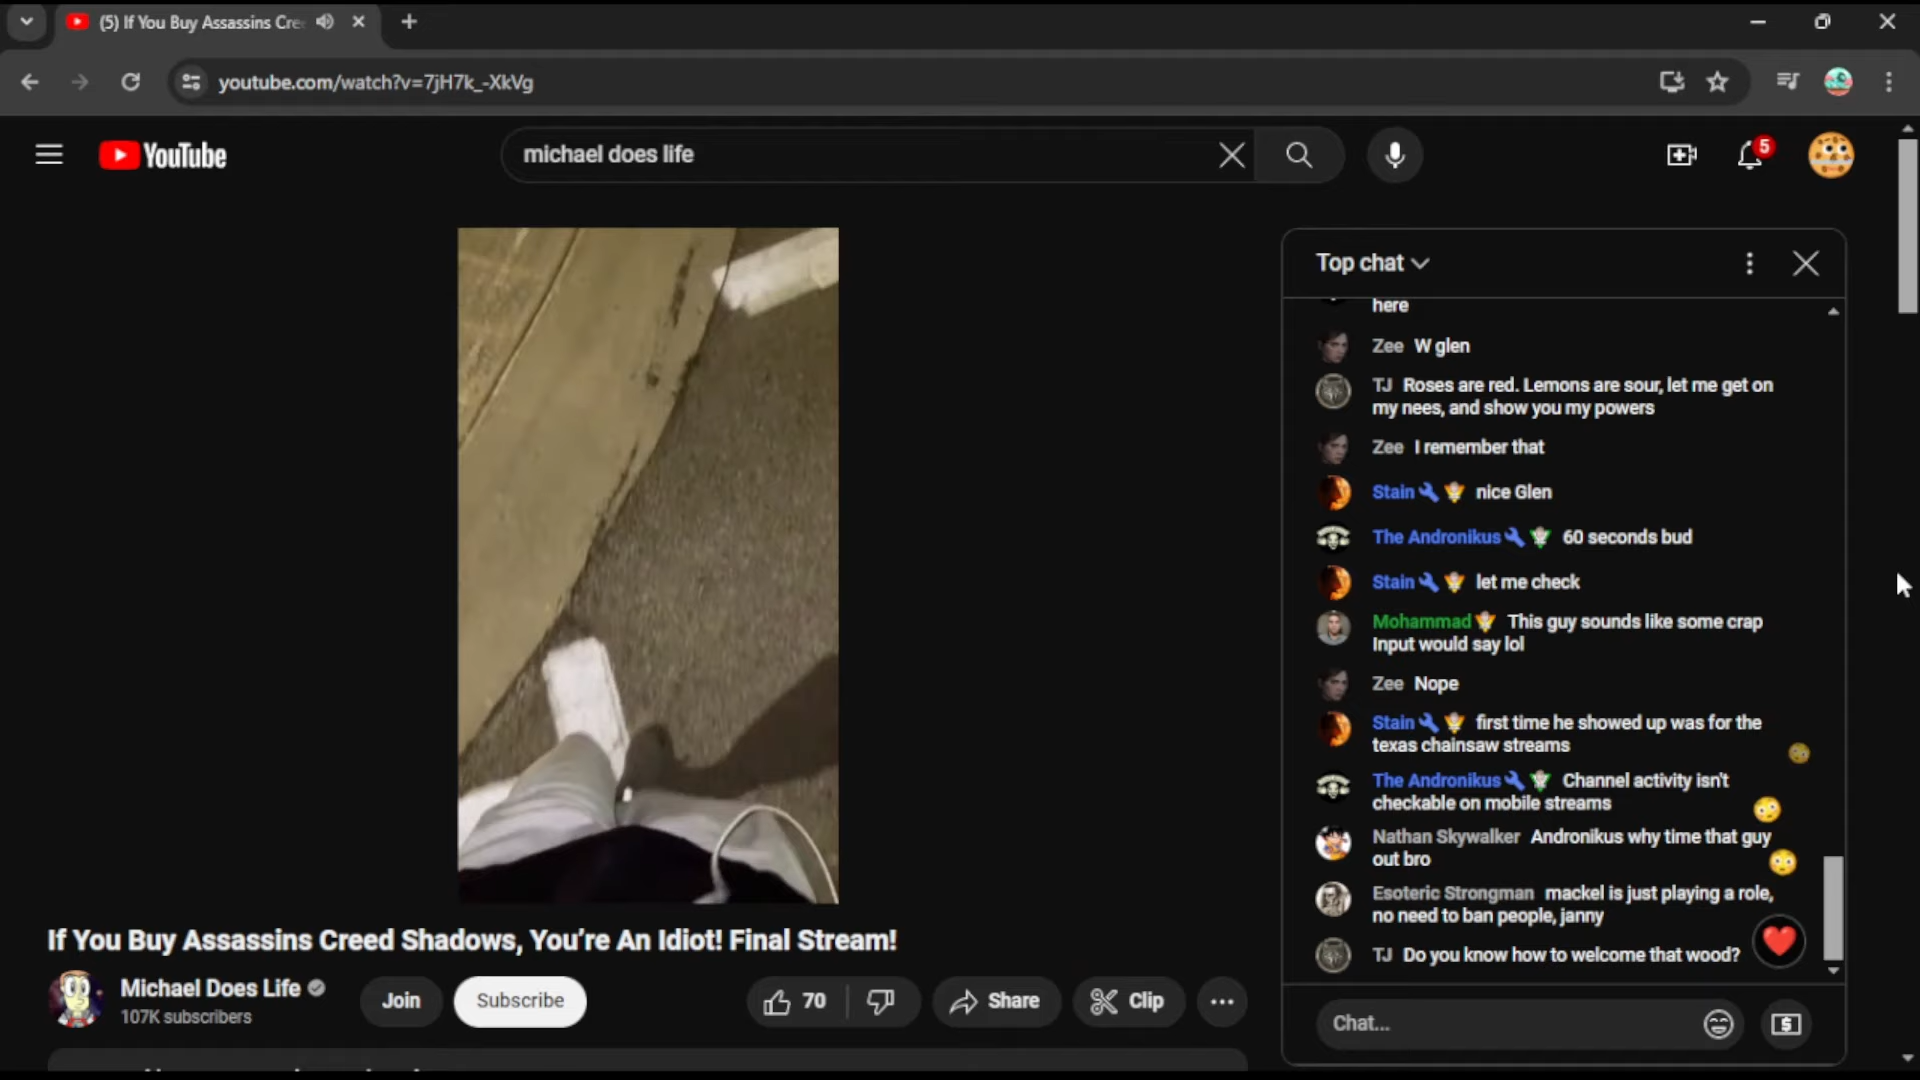 (5) If You Buy Assassins Cre
youtube.com/watch?v=7jH7k_-XkVg
YouTube
michael does life
5
Top chat
here
Zee W glen
TJ Roses are red. Lemons are sour, let me get on
my nees, and show you my powers
Zee I remember that
Stain nice Glen
The Andronikus 60 seconds bud
Stain let me check
Mohammad This guy sounds like some crap
Input would say lol
Zee Nope
Stain first time he showed up was for the
texas chainsaw streams
The Andronikus Channel activity isn't
checkable on mobile streams
Nathan Skywalker Andronikus why time that guy
out bro
Esoteric Strongman mackel is just playing a role,
no need to ban people, janny
TJ Do you know how to welcome that wood?
Chat...
If You Buy Assassins Creed Shadows, You're An Idiot! Final Stream!
Michael Does Life
107K subscribers
Join
Subscribe
70
Share
Clip